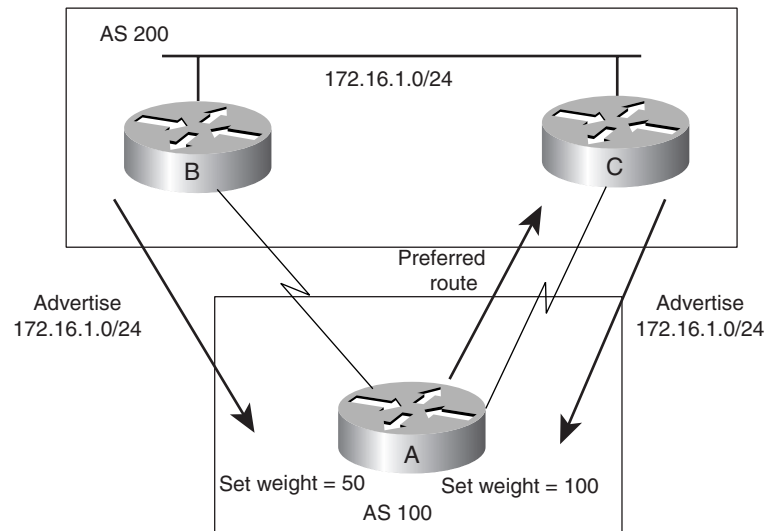 AS 200
172.16.1.0/24
B
C
Preferred
route
Advertise
172.16.1.0/24
Advertise
172.16.1.0/24
A
Set weight = 50
Set weight = 100
AS 100